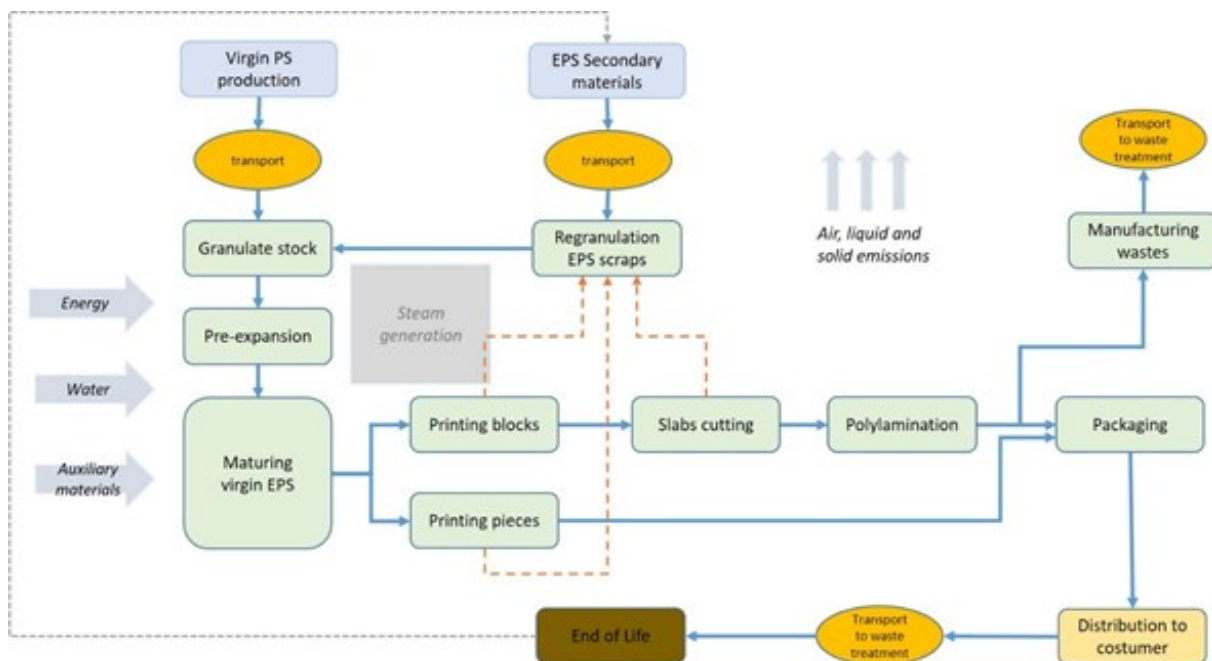 Virgin PS
production
EPS Secondary
materials
Transport
to waste
treatment
transport
transport
Granulate stock
Regranulation
EPS scraps
Air, liquid and
solid emissions
Manufacturing
wastes
Energy
Steam
generation
Pre-expansion
Water
Printing blocks
Slabs cutting
Polylamination
Packaging
Auxiliary
materials
Maturing
virgin EPS
Printing pieces
End of Life
Transport
to waste
treatment
Distribution to
costumer